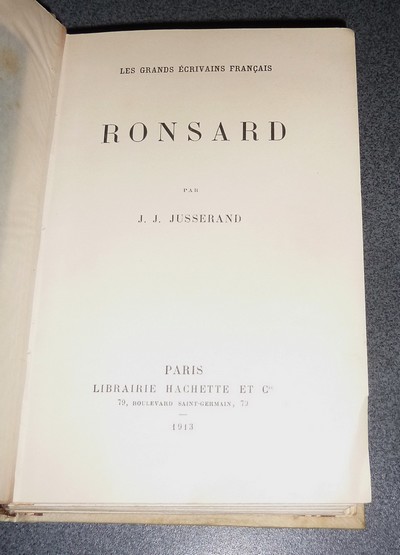 LES GRANDS ÉCRIVAINS FRANÇAIS
RONSARD
PAR
J. J. JUSSERAND
PARIS
LIBRAIRIE HACHETTE ET Cie
79, BOULEVARD SAINT-GERMAIN, 79
1913